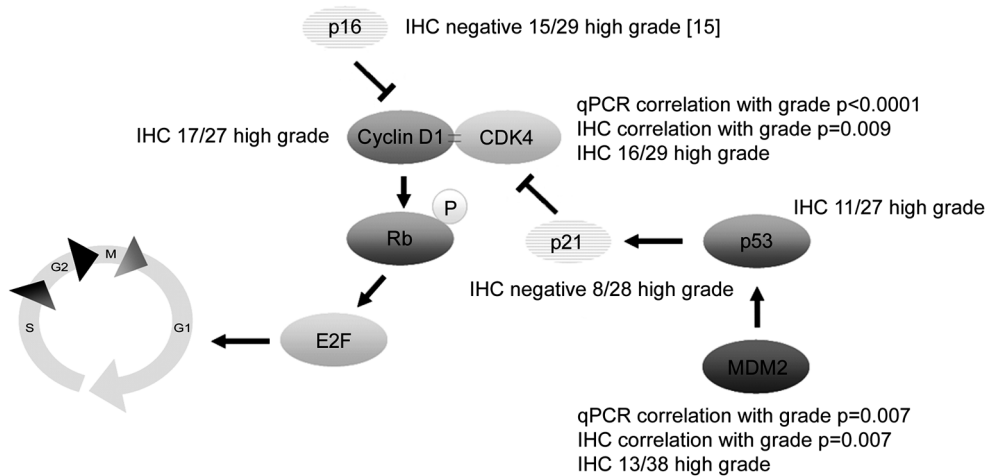 p16
IHC negative 15/29 high grade [15]
qPCR correlation with grade p<0.0001
IHC correlation with grade p=0.009
IHC 16/29 high grade
IHC 17/27 high grade
Cyclin D1
=
CDK4
P
Rb
p21
p53
IHC 11/27 high grade
IHC negative 8/28 high grade
M
G2
S
G1
E2F
MDM2
qPCR correlation with grade p=0.007
IHC correlation with grade p=0.007
IHC 13/38 high grade